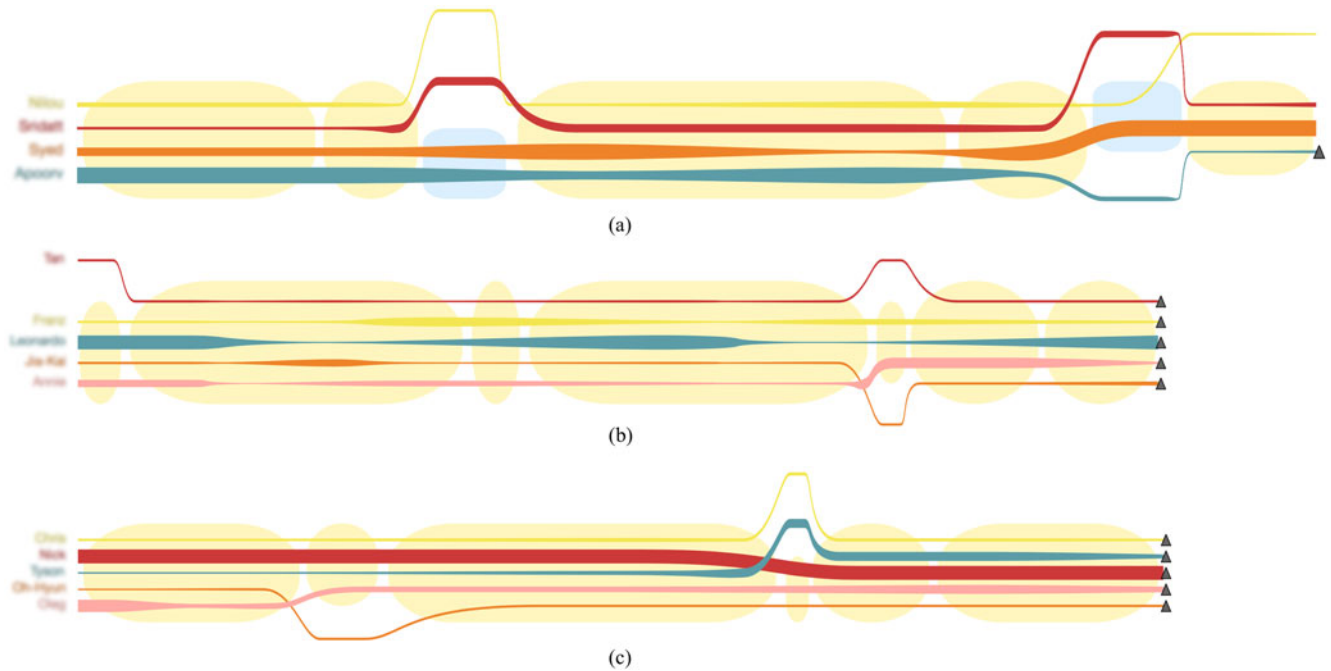 Nilou
Sridatt
Syed
Apoorv
(a)
Tan
Franz
Leonardo
Jia-Kai
Annie
(b)
Chris
Nick
Tyson
Oh-Hyun
Oleg
(c)